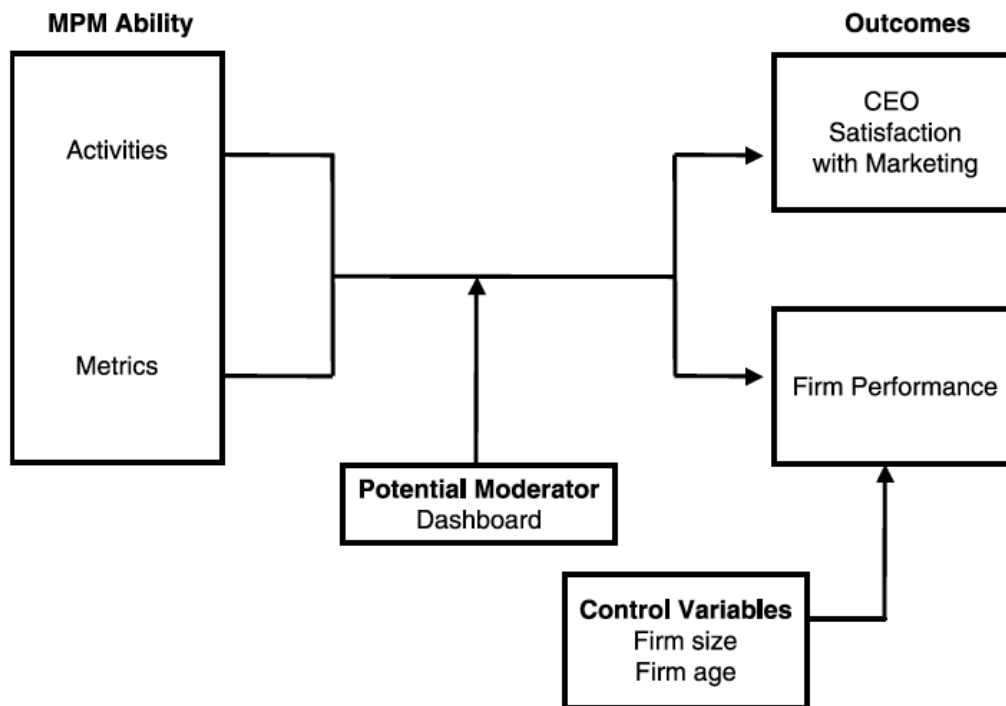 MPM Ability
Outcomes
Activities
Metrics
CEO
Satisfaction
with Marketing
Firm Performance
Potential Moderator
Dashboard
Control Variables
Firm size
Firm age